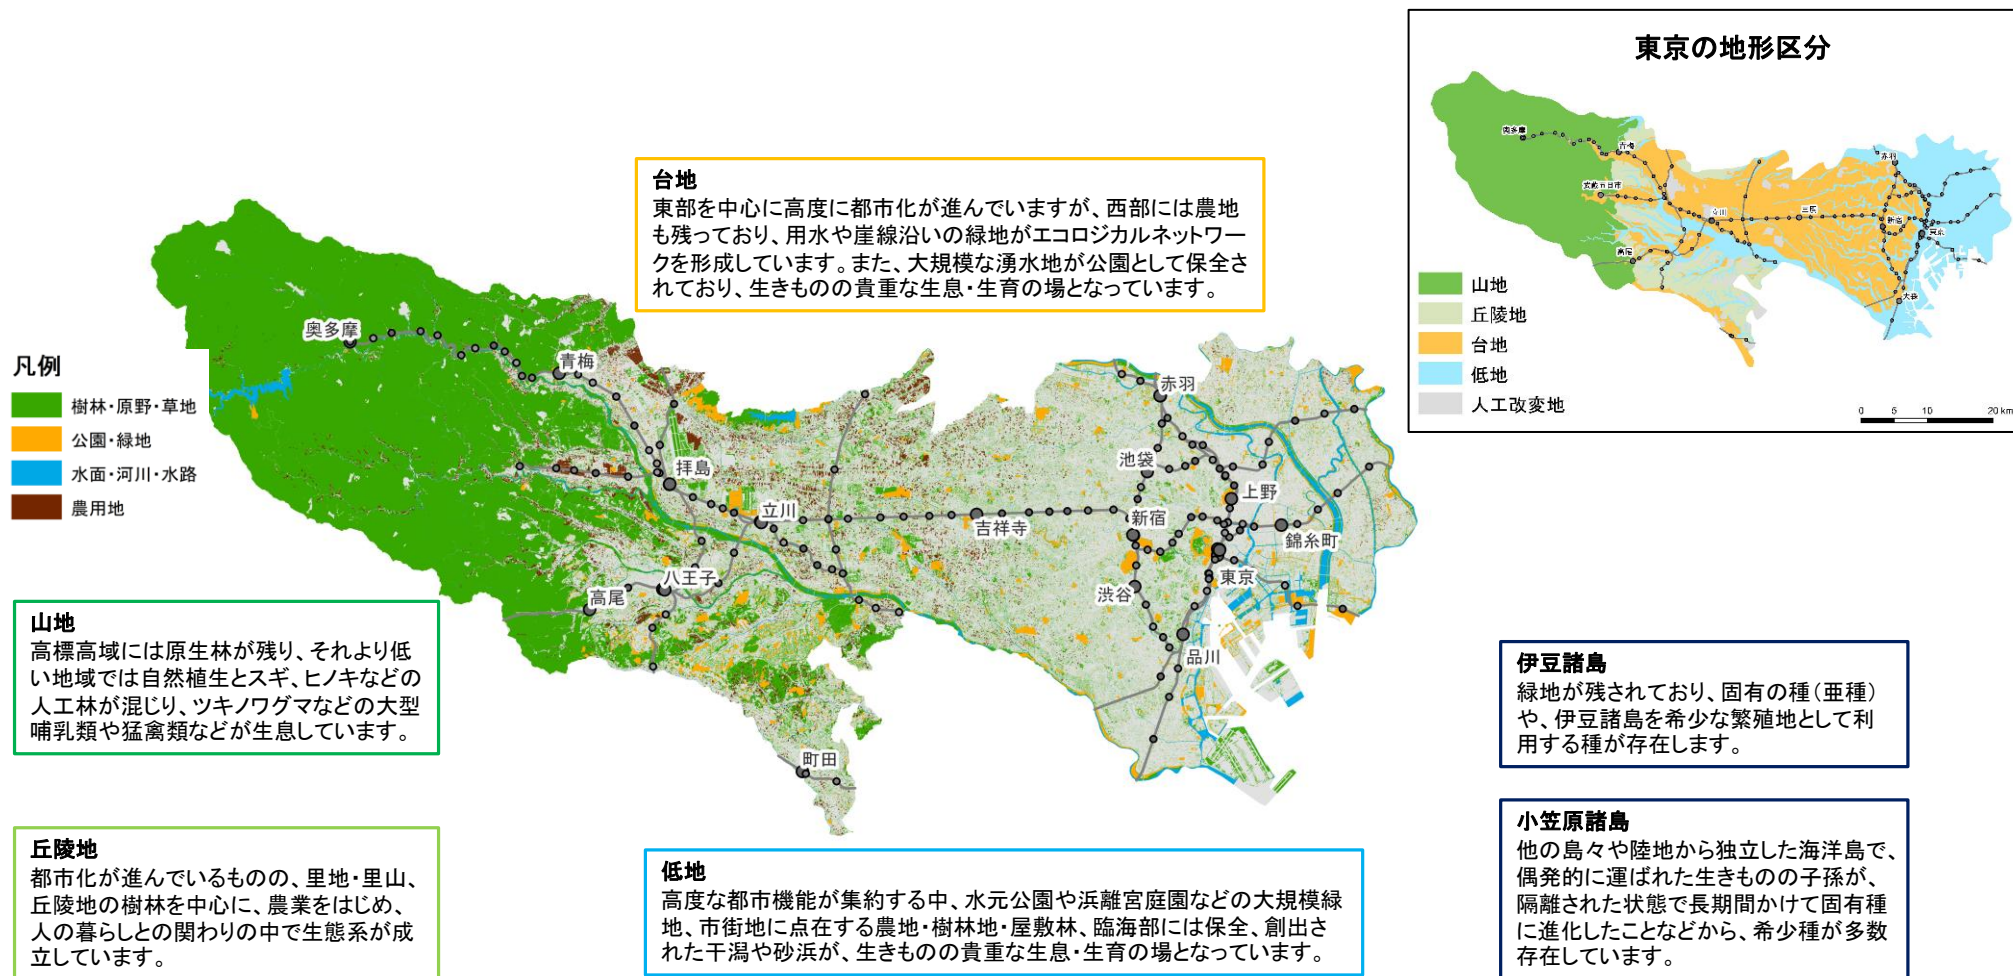 東京の地形区分
奥多摩
青梅
武蔵五日市
立川
三鷹
新宿
赤羽
東京
高尾
大森
山地
丘陵地
台地
低地
人工改変地
0 5 10 20 km
台地
東部を中心に高度に都市化が進んでいますが、西部には農地
も残っており、用水や崖線沿いの緑地がエコロジカルネットワー
クを形成しています。また、大規模な湧水地が公園として保全さ
れており、生きものの貴重な生息・生育の場となっています。
凡例
樹林・原野・草地
公園・緑地
水面・河川・水路
農用地
奥多摩
青梅
赤羽
拝島
池袋
上野
立川
吉祥寺
新宿
錦糸町
八王子
高尾
渋谷
東京
品川
町田
山地
高標高域には原生林が残り、それより低
い地域では自然植生とスギ、ヒノキなどの
人工林が混じり、ツキノワグマなどの大型
哺乳類や猛禽類などが生息しています。
丘陵地
都市化が進んでいるものの、里地・里山、
丘陵地の樹林を中心に、農業をはじめ、
人の暮らしとの関わりの中で生態系が成
立しています。
低地
高度な都市機能が集約する中、水元公園や浜離宮庭園などの大規模緑
地、市街地に点在する農地・樹林地・屋敷林、臨海部には保全、創出さ
れた干潟や砂浜が、生きものの貴重な生息・生育の場となっています。
伊豆諸島
緑地が残されており、固有の種（亜種）
や、伊豆諸島を希少な繁殖地として利
用する種が存在します。
小笠原諸島
他の島々や陸地から独立した海洋島で、
偶発的に運ばれた生きものの子孫が、
隔離された状態で長期間かけて固有種
に進化したことなどから、希少種が多数
存在しています。